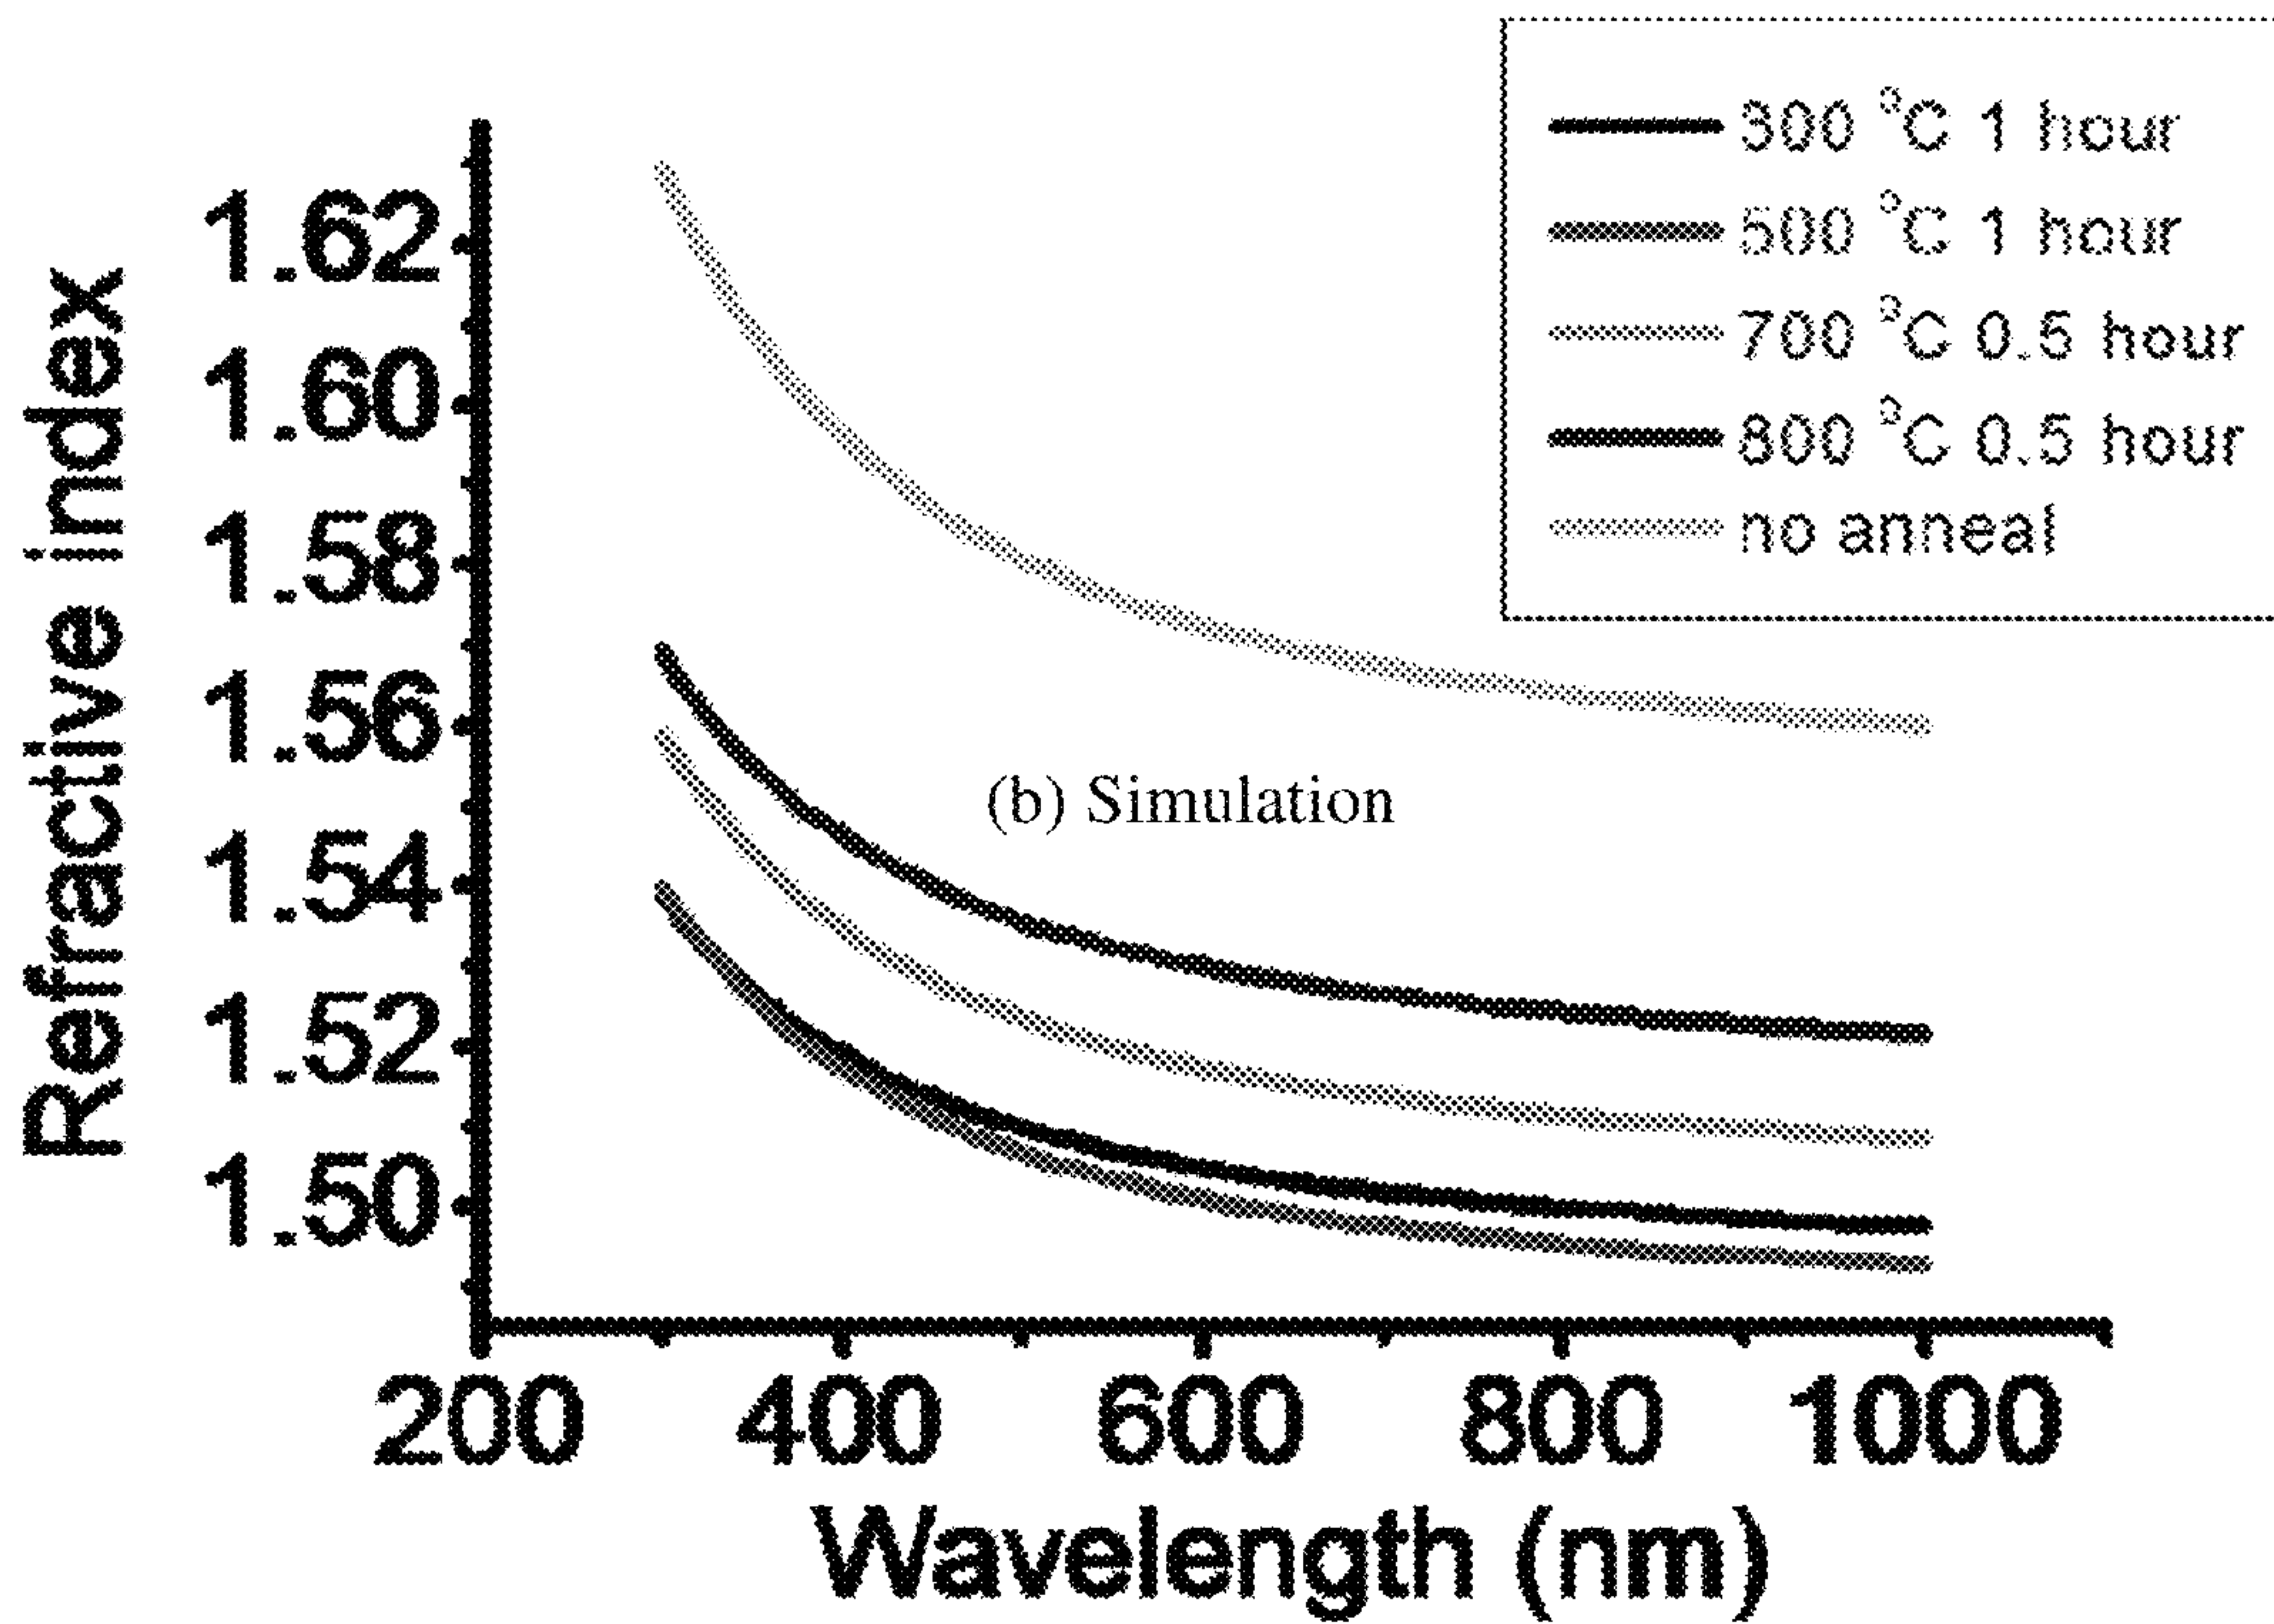 300 °C 1 hour
500 °C 1 hour
700 °C 0.5 hour
800 °C 0.5 hour
no anneal
Refractive index
1.62
1.60
1.58
1.56
1.54
1.52
1.50
(b) Simulation
200 400 600 800 1000
Wavelength (nm)